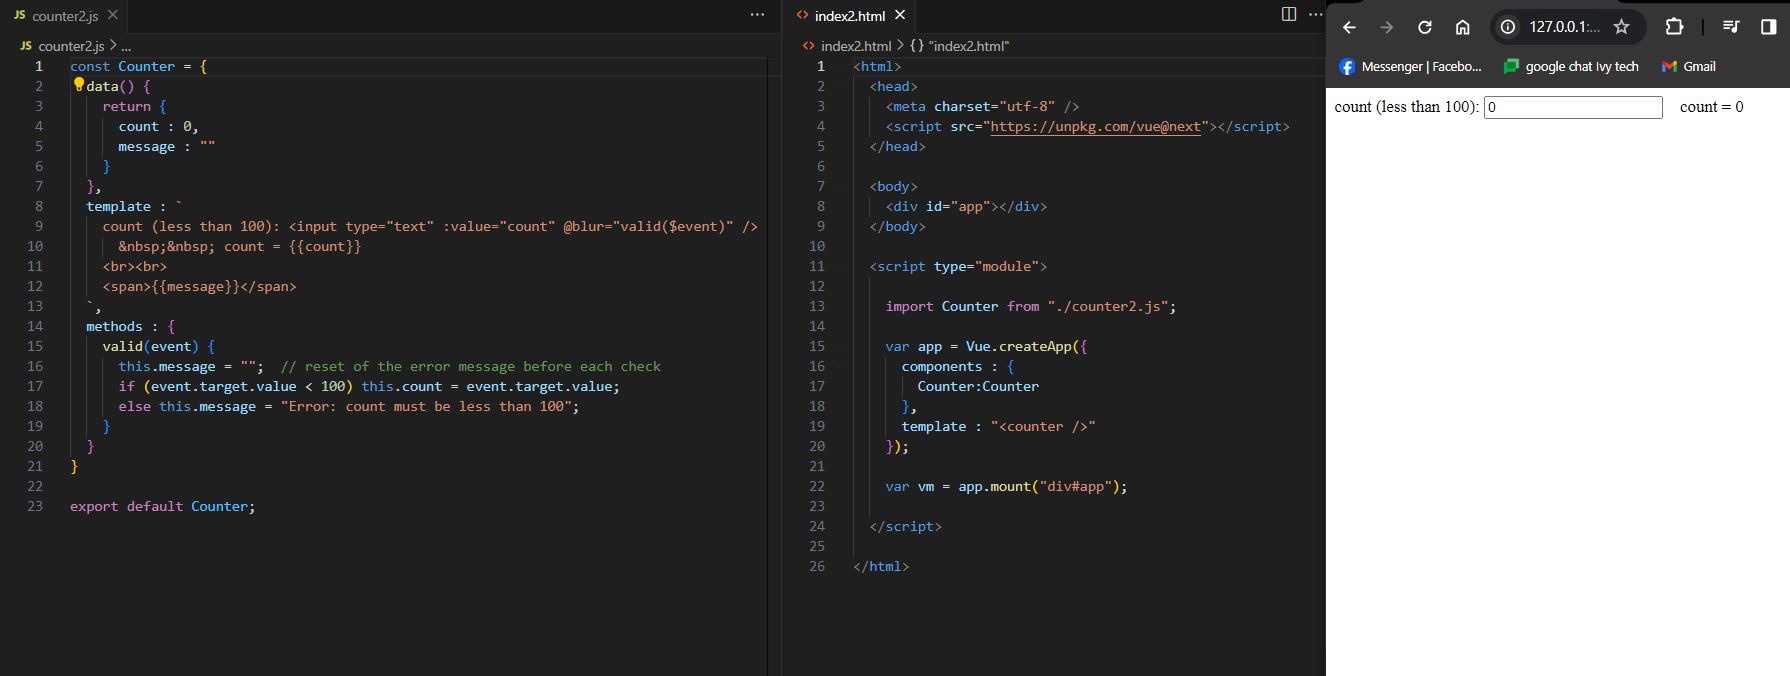 JS counter2.js
JS counter2.js > ...
1 const Counter = {
2 data() {
3 return {
4 count : 0,
5 message : ""
6 }
7 },
8 template : `
9 count (less than 100): <input type="text" :value="count" @blur="valid($event)" />
10 &nbsp;&nbsp; count = {{count}}
11 <br><br>
12 <span>{{message}}</span>
13 `,
14 methods : {
15 valid(event) {
16 this.message = "";  // reset of the error message before each check
17 if (event.target.value < 100) this.count = event.target.value;
18 else this.message = "Error: count must be less than 100";
19 }
20 }
21 }
22
23 export default Counter;
<> index2.html
<> index2.html > {} "index2.html"
1 <html>
2 <head>
3 <meta charset="utf-8" />
4 <script src="https://unpkg.com/vue@next"></script>
5 </head>
6
7 <body>
8 <div id="app"></div>
9 </body>
10
11 <script type="module">
12
13 import Counter from "./counter2.js";
14
15 var app = Vue.createApp({
16 components : {
17 Counter:Counter
18 },
19 template : "<counter />"
20 });
21
22 var vm = app.mount("div#app");
23
24 </script>
25
26 </html>
127.0.0.1:...
Messenger | Facebo... google chat Ivy tech Gmail
count (less than 100): 0 count = 0